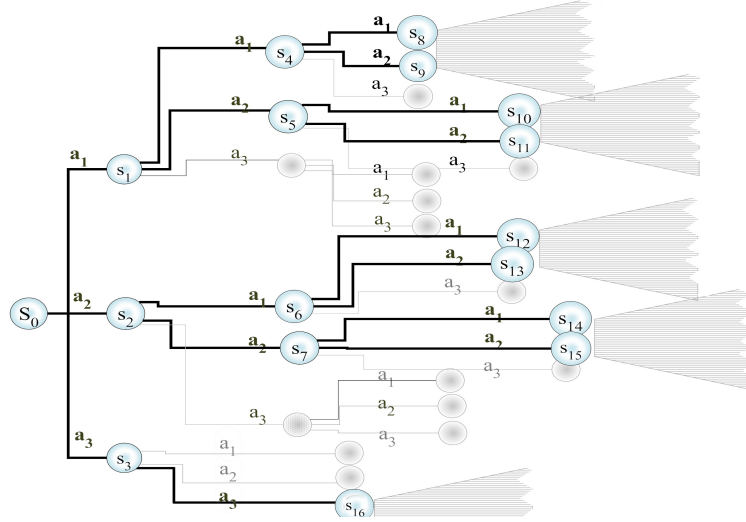 a1 s8
a1 s4 a2 s9
a3
a2 s5 a1 s10
a2 s11
a1 s1 a3 a1 a3
a2
a3 a1 s12
a2 s13
a1 s6 a3
S0 a2 s2 a1 s14
a2 s7 a2 s15
a3
a1
a3 a2
a3
a3 s3 a1
a2
a3 s16